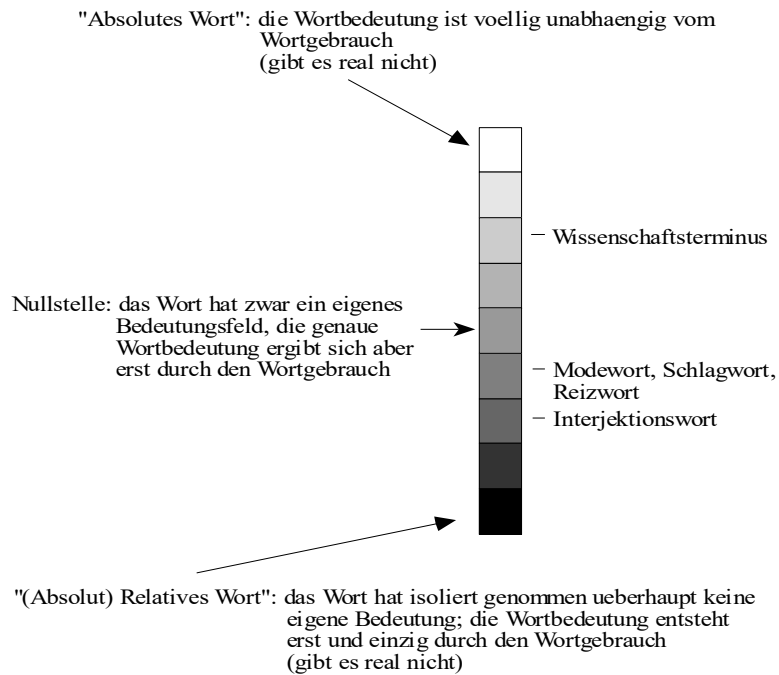 "Absolutes Wort": die Wortbedeutung ist voellig unabhaengig vom
Wortgebrauch
(gibt es real nicht)
– Wissenschaftsterminus
Nullstelle: das Wort hat zwar ein eigenes
Bedeutungsfeld, die genaue
Wortbedeutung ergibt sich aber
erst durch den Wortgebrauch
– Modewort, Schlagwort,
Reizwort
– Interjektionswort
"(Absolut) Relatives Wort": das Wort hat isoliert genommen ueberhaupt keine
eigene Bedeutung; die Wortbedeutung entsteht
erst und einzig durch den Wortgebrauch
(gibt es real nicht)